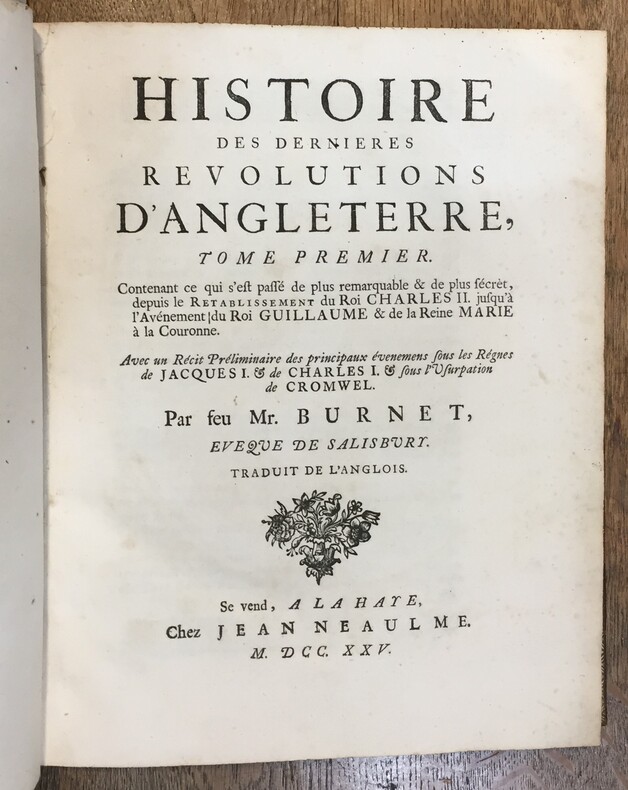 HISTOIRE
DES DERNIERES
REVOLUTIONS
D'ANGLETERRE,
TOME PREMIER.
Contenant ce qui s'eſt paſſé de plus remarquable & de plus ſécrèt,
depuis le RETABLISSEMENT du Roi CHARLES II. juſqu'à
l'Avénement du Roi GUILLAUME & de la Reine MARIE
à la Couronne.
Avec un Récit Préliminaire des principaux évenemens ſous les Régnes
de JACQUES I. & de CHARLES I. & ſous l'Uſurpation
de CROMWEL.
Par feu Mr. BURNET,
EVEQUE DE SALISBURY.
TRADUIT DE L'ANGLOIS.
Se vend, A LA HAYE,
Chez JEAN NEAULME.
M. DCC. XXV.